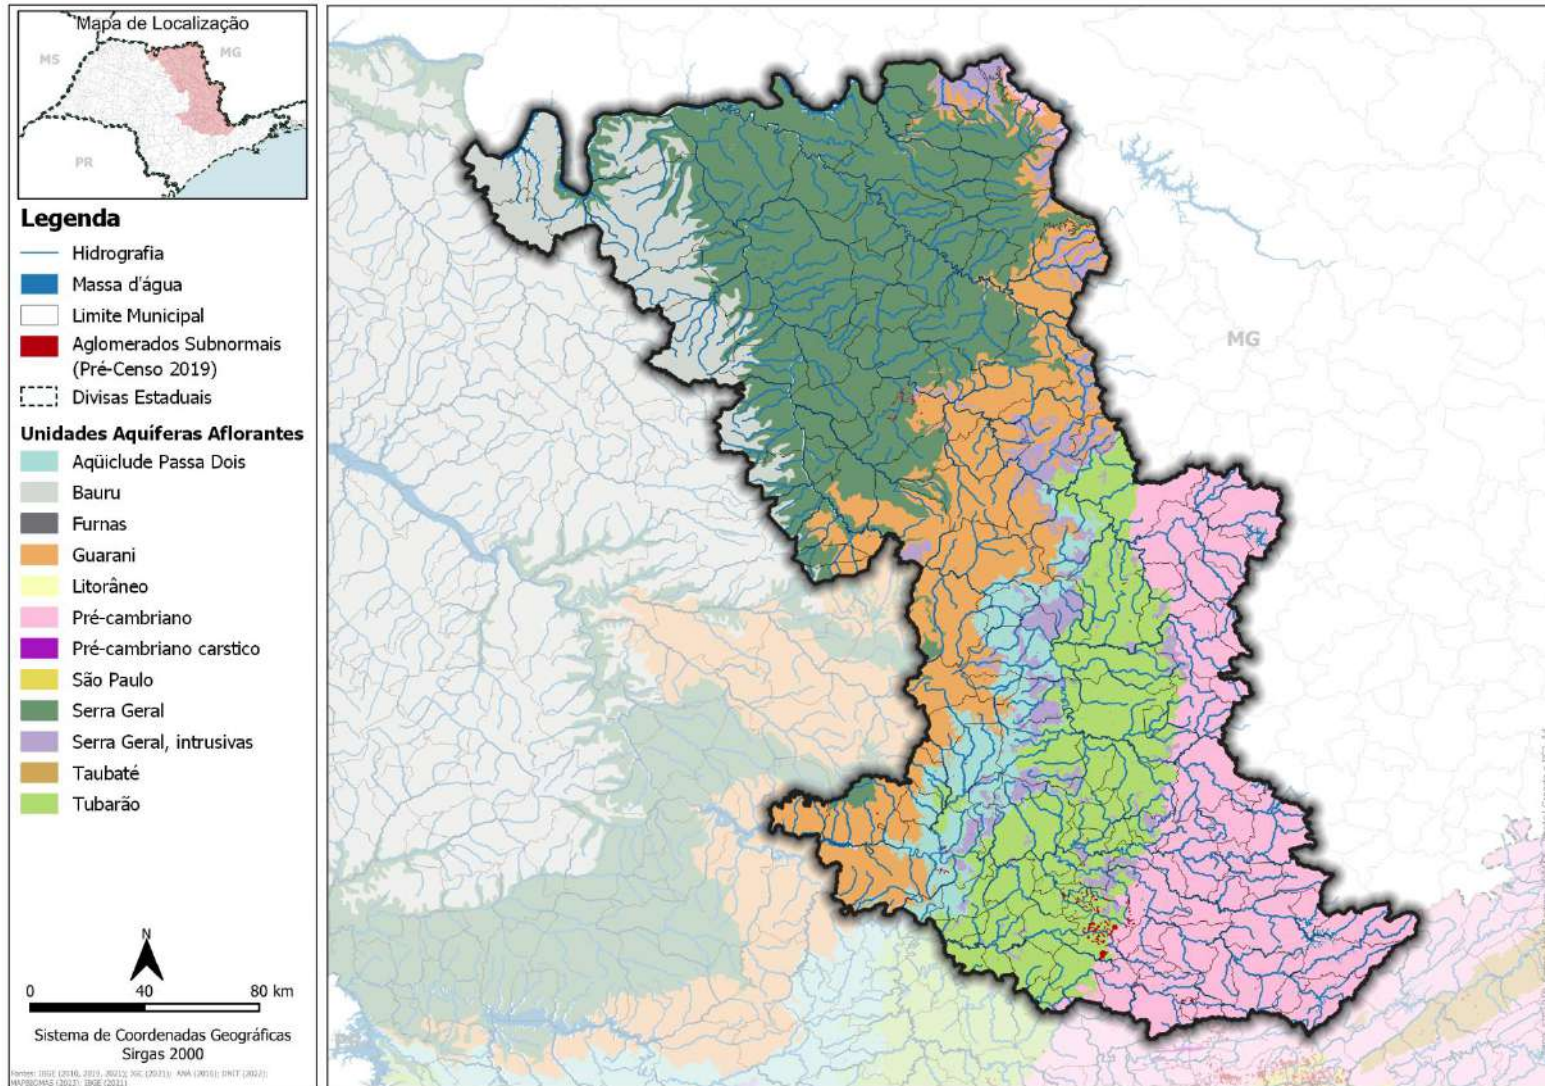 Mapa de Localização
MS
MG
PR
Legenda
Hidrografia
Massa d'água
Limite Municipal
Aglomerados Subnormais
(Pré-Censo 2019)
Divisas Estaduais
Unidades Aquíferas Aflorantes
Aqüiclude Passa Dois
Bauru
Furnas
Guarani
Litorâneo
Pré-cambriano
Pré-cambriano carstico
São Paulo
Serra Geral
Serra Geral, intrusivas
Taubaté
Tubarão
N
0 40 80 km
Sistema de Coordenadas Geográficas
Sirgas 2000
MG